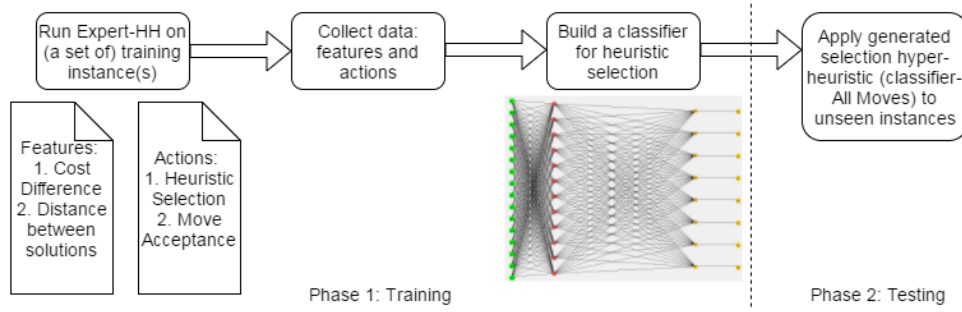 Run Expert-HH on
(a set of) training
instance(s)
Collect data:
features and
actions
Build a classifier
for heuristic
selection
Apply generated
selection hyper-
heuristic (classifier-
All Moves) to
unseen instances
Features:
1. Cost
Difference
2. Distance
between
solutions
Actions:
1. Heuristic
Selection
2. Move
Acceptance
Phase 1: Training
Phase 2: Testing